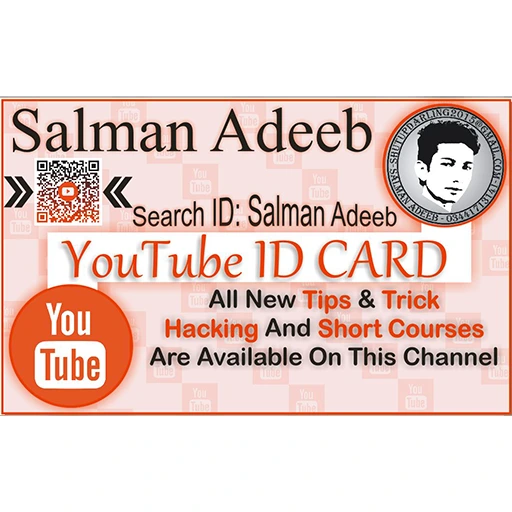 Salman Adeeb
Search ID: Salman Adeeb
YouTube ID CARD
All New Tips & Trick
Hacking And Short Courses
Are Available On This Channel
You
Tube